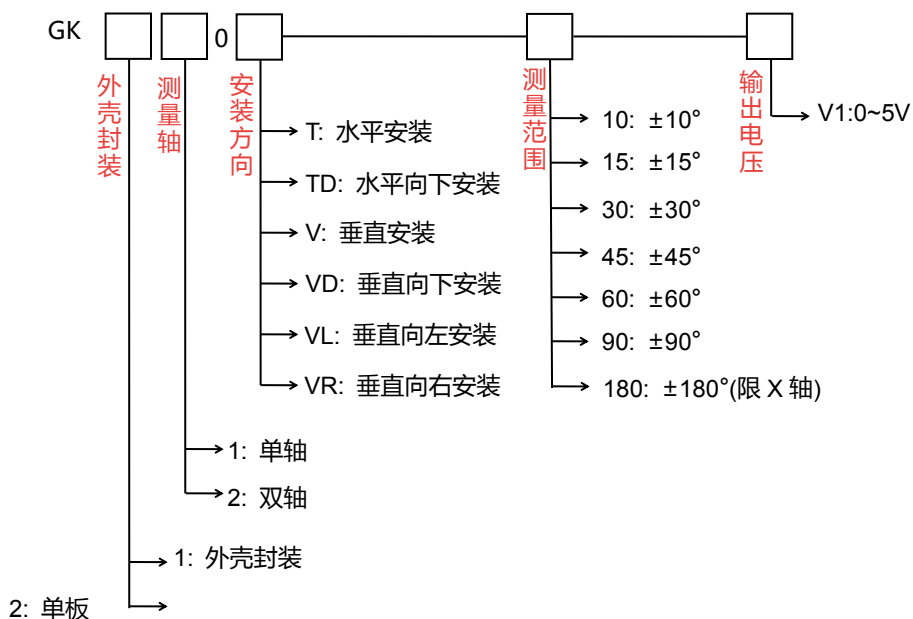 GK 0
外壳封装
测量轴
安装方向
测量范围
输出电压
V1:0~5V
T: 水平安装
TD: 水平向下安装
V: 垂直安装
VD: 垂直向下安装
VL: 垂直向左安装
VR: 垂直向右安装
10: ±10°
15: ±15°
30: ±30°
45: ±45°
60: ±60°
90: ±90°
180: ±180°(限 X 轴)
1: 单轴
2: 双轴
1: 外壳封装
2: 单板